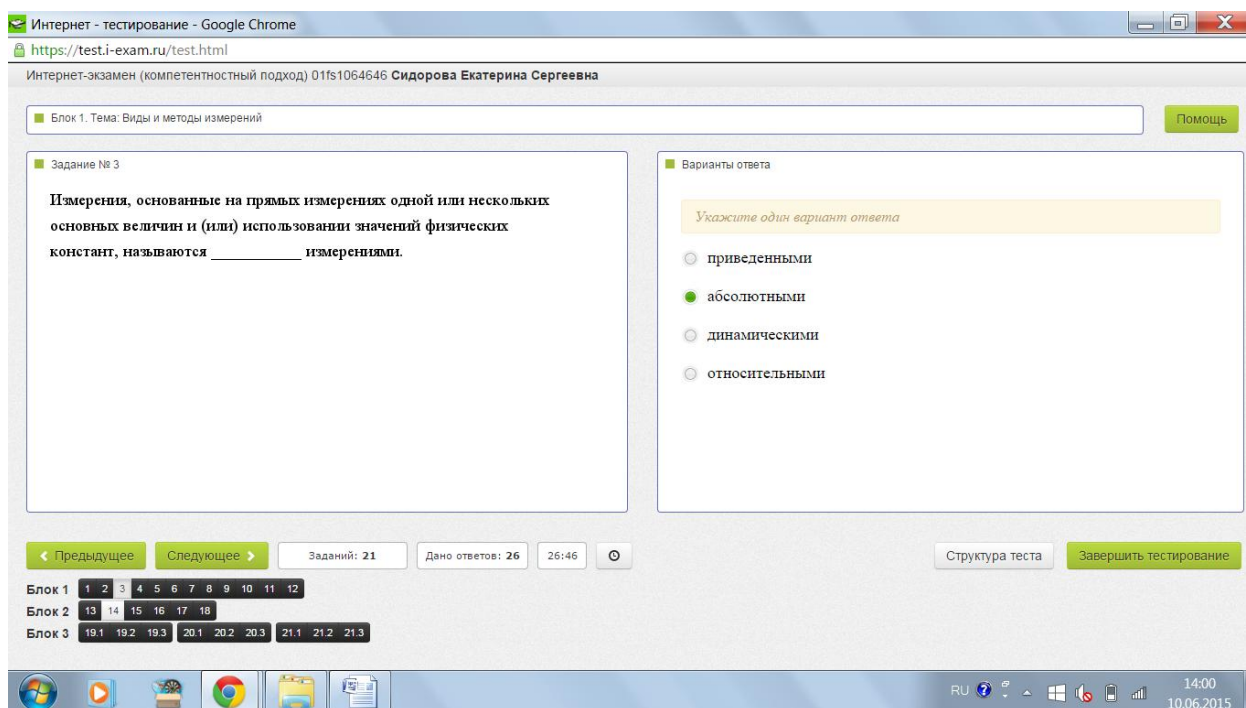 Интернет - тестирование - Google Chrome
https://test.i-exam.ru/test.html
Интернет-экзамен (компетентностный подход) 01fs1064646 Сидорова Екатерина Сергеевна
Блок 1. Тема: Виды и методы измерений
Помощь
Задание № 3
Измерения, основанные на прямых измерениях одной или нескольких
основных величин и (или) использовании значений физических
констант, называются ____________ измерениями.
Варианты ответа
Укажите один вариант ответа
приведенными
абсолютными
динамическими
относительными
Предыдущее
Следующее
Заданий: 21
Дано ответов: 26
26:46
Структура теста
Завершить тестирование
Блок 1 1 2 3 4 5 6 7 8 9 10 11 12
Блок 2 13 14 15 16 17 18
Блок 3 19.1 19.2 19.3 20.1 20.2 20.3 21.1 21.2 21.3
RU
14:00
10.06.2015